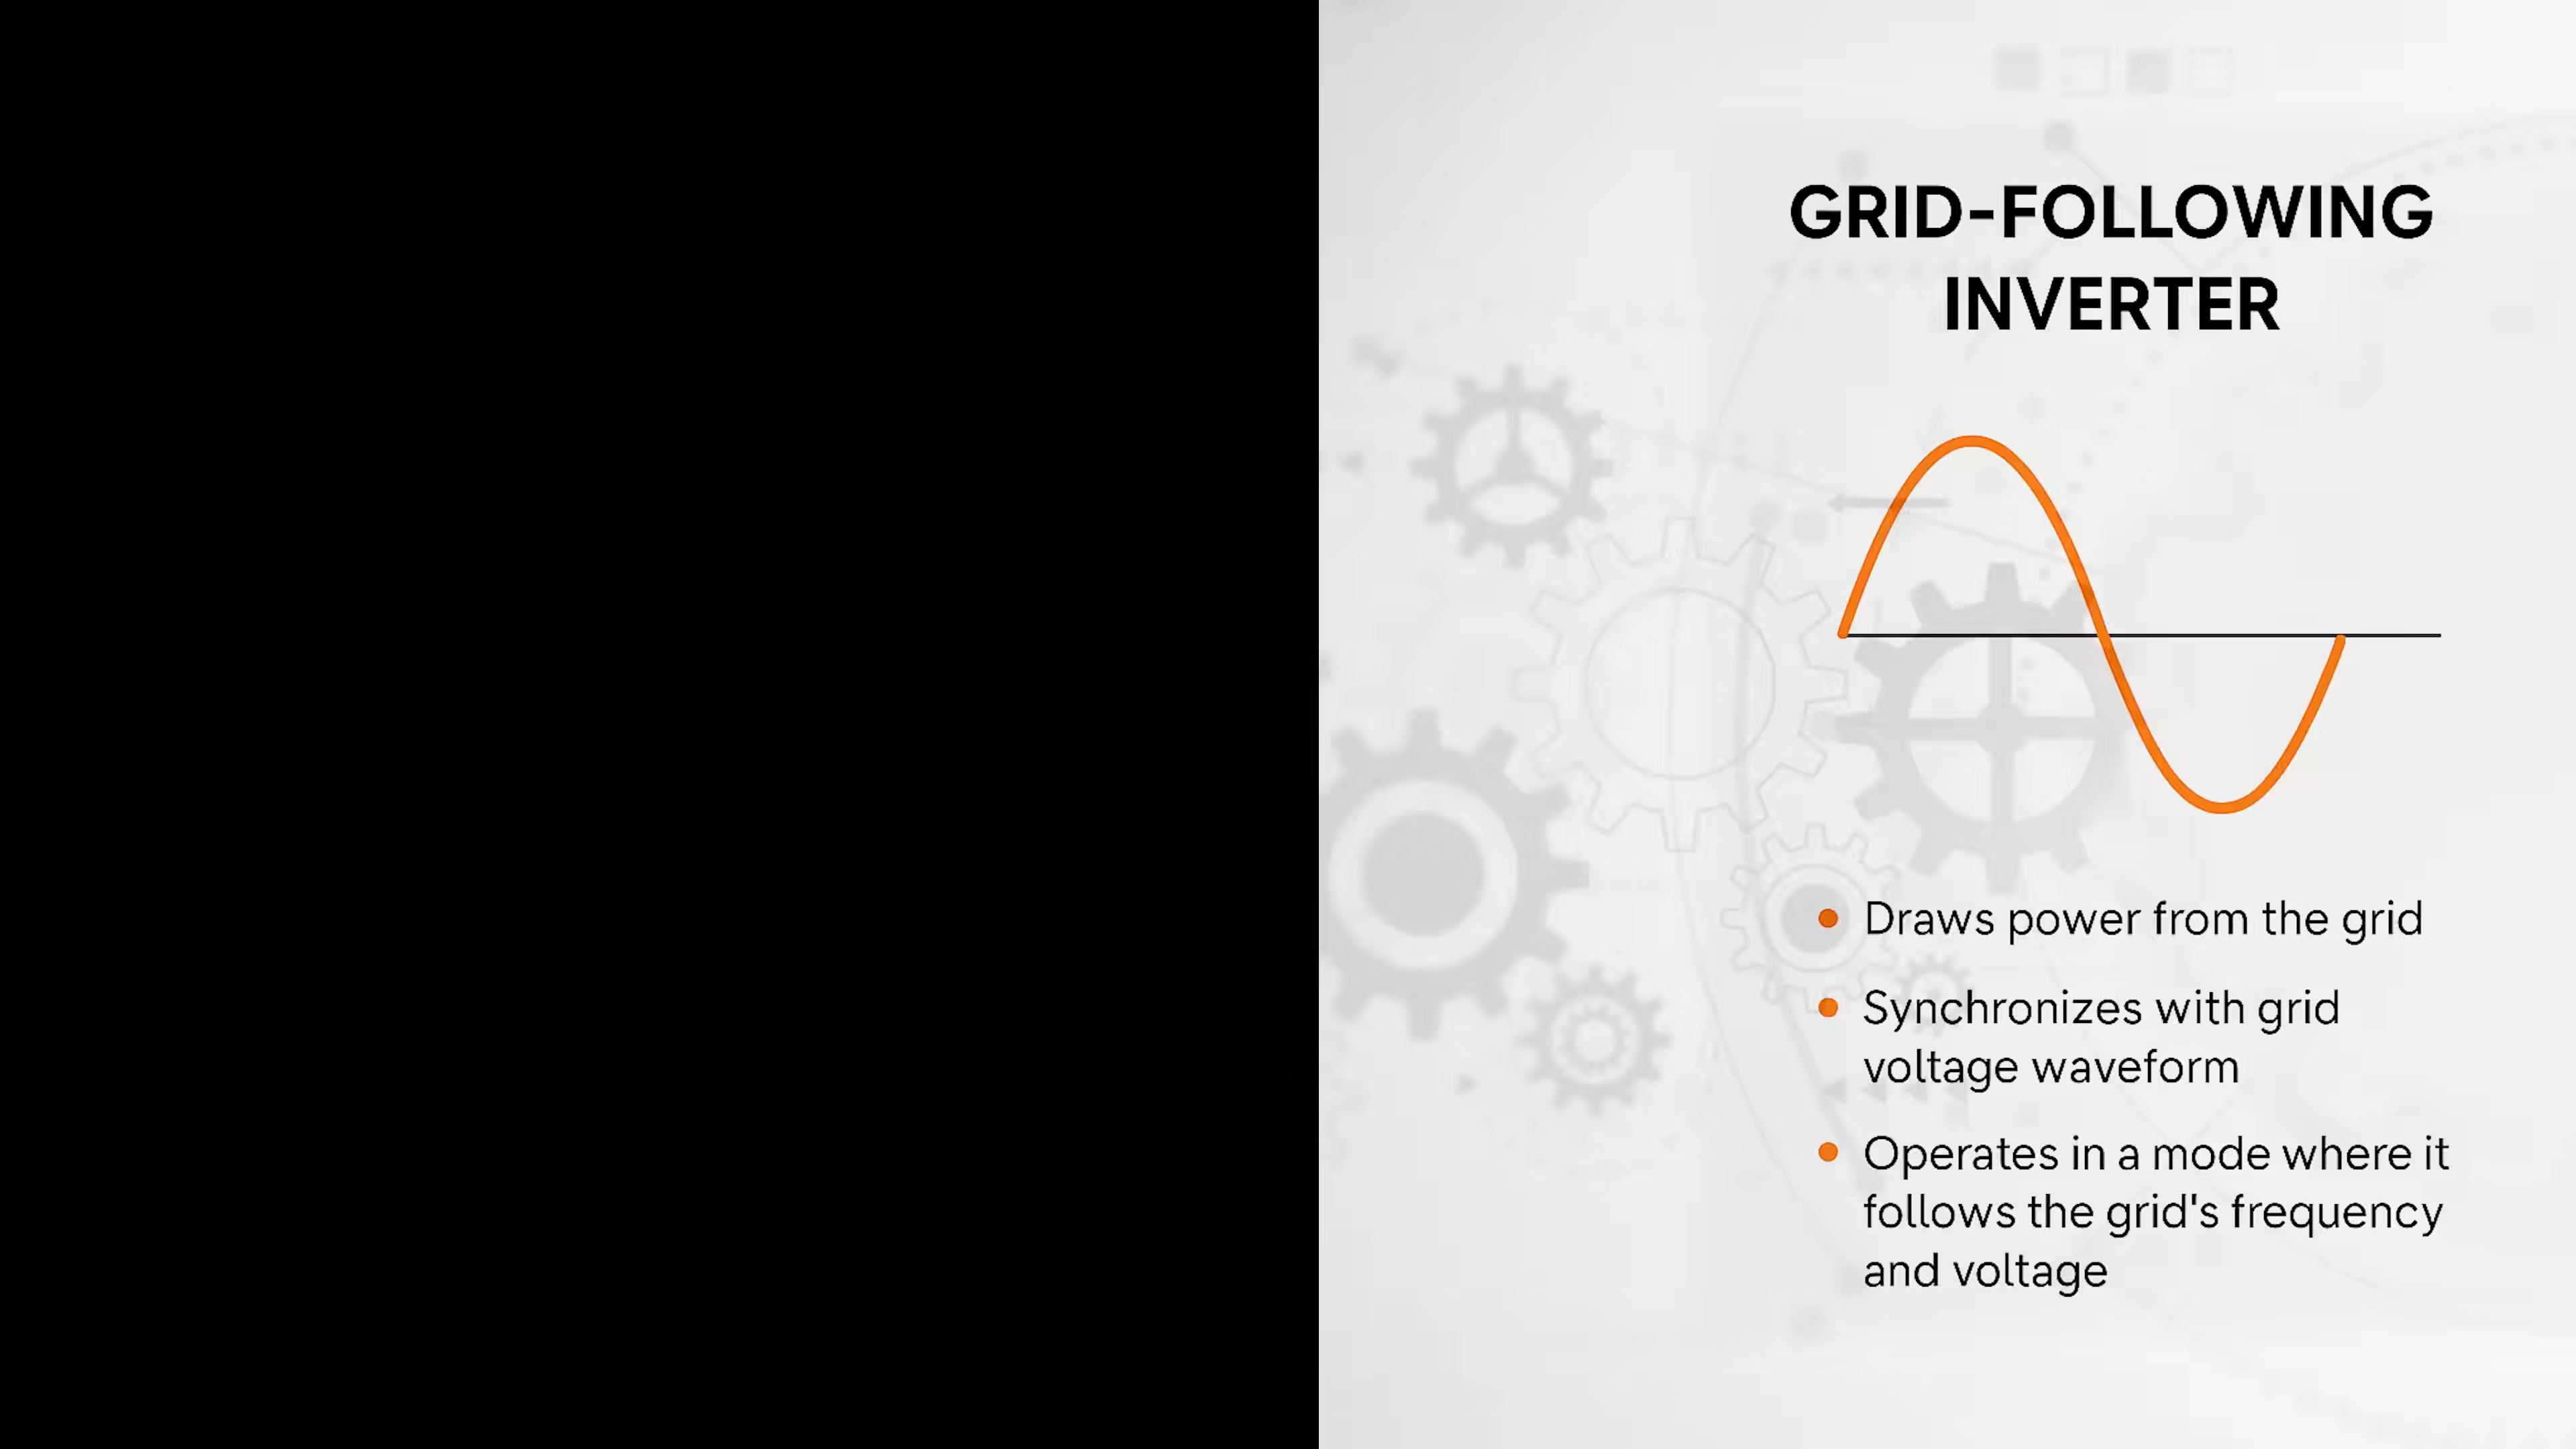 GRID-FOLLOWING
INVERTER
Draws power from the grid
Synchronizes with grid
voltage waveform
Operates in a mode where it
follows the grid's frequency
and voltage